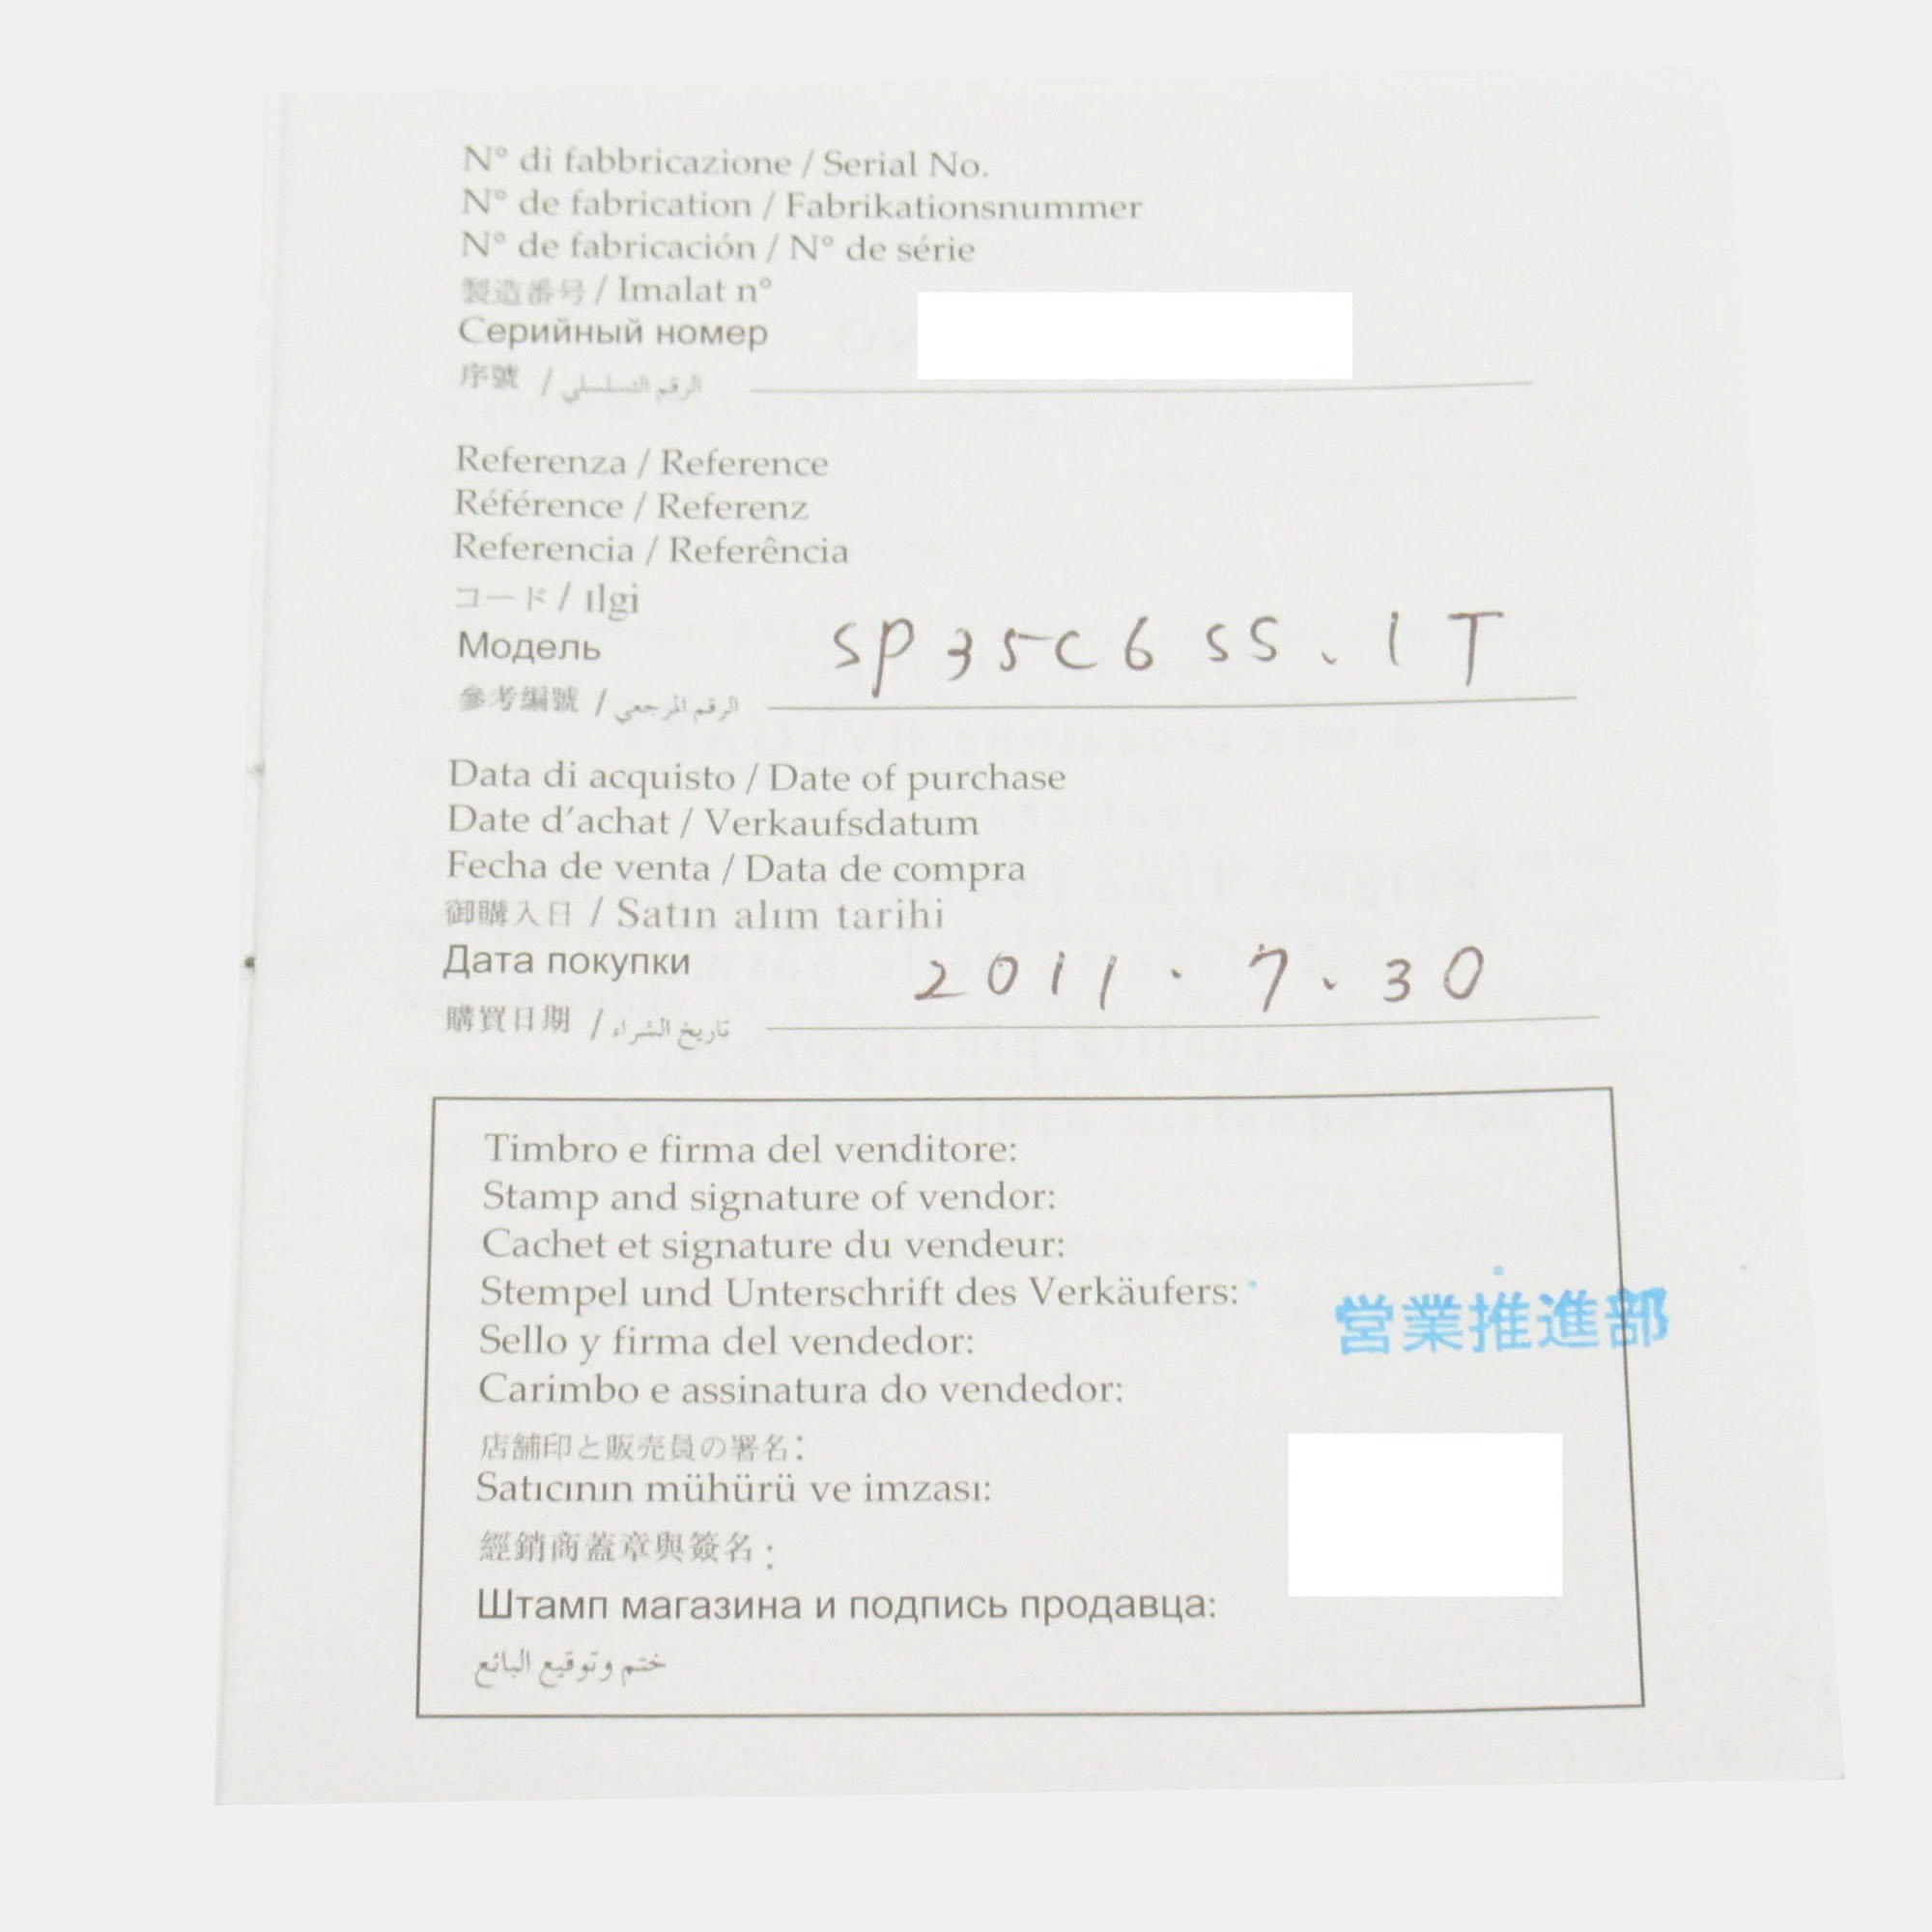 N° di fabbricazione / Serial No.
N° de fabrication / Fabrikationsnummer
N° de fabricación / N° de série
製造番号 / Imalat n°
Серийный номер
序號 / الرقم التسلسلي
Referenza / Reference
Référence / Referenz
Referencia / Referência
コード / ılgi
Модель
SP35C6SS.1T
參考編號 / الرقم المرجعي
Data di acquisto / Date of purchase
Date d'achat / Verkaufsdatum
Fecha de venta / Data de compra
御購入日 / Satın alım tarihi
Дата покупки
2011.7.30
購買日期 / تاريخ الشراء
Timbro e firma del venditore:
Stamp and signature of vendor:
Cachet et signature du vendeur:
Stempel und Unterschrift des Verkäufers:
営業推進部
Sello y firma del vendedor:
Carimbo e assinatura do vendedor:
店舗印と販売員の署名:
Satıcının mühürü ve imzası:
經銷商蓋章與簽名:
Штамп магазина и подпись продавца:
ختم وتوقيع البائع